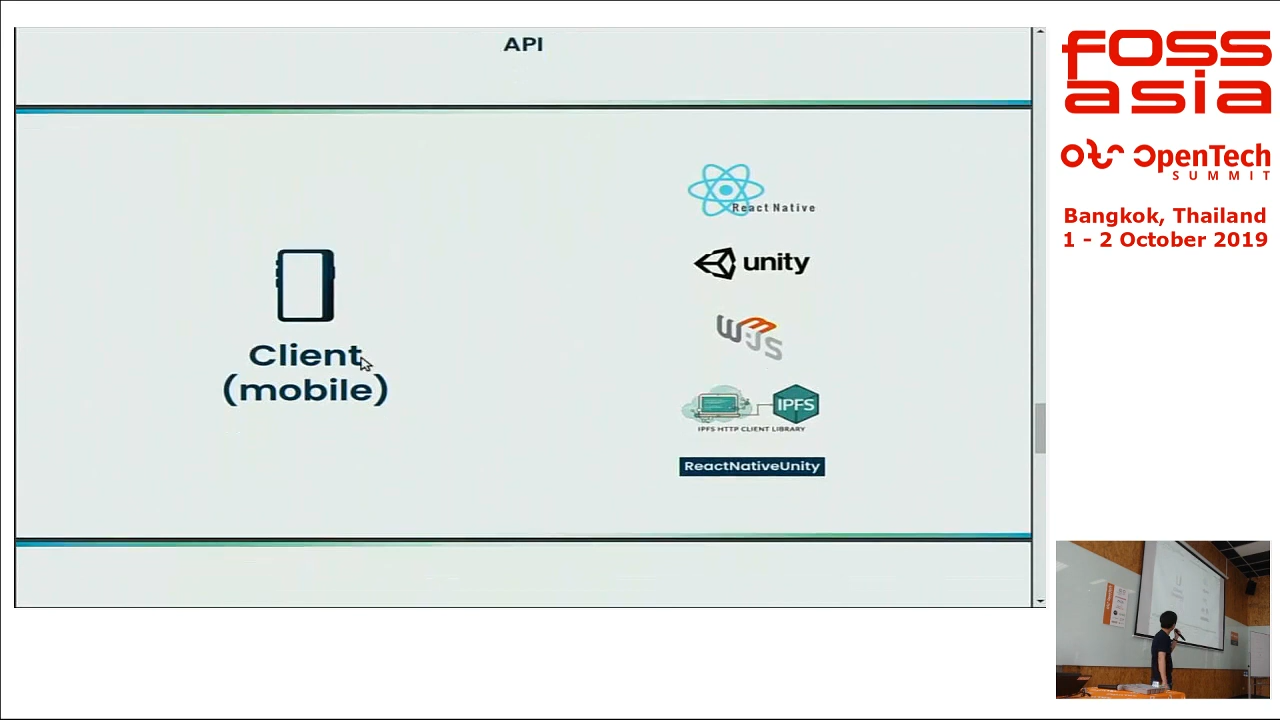 API
React Native
unity
W3JS
IPFS
IPFS HTTP CLIENT LIBRARY
ReactNativeUnity
Client
(mobile)
FOSS
asia
OpenTech
SUMMIT
Bangkok, Thailand
1 - 2 October 2019